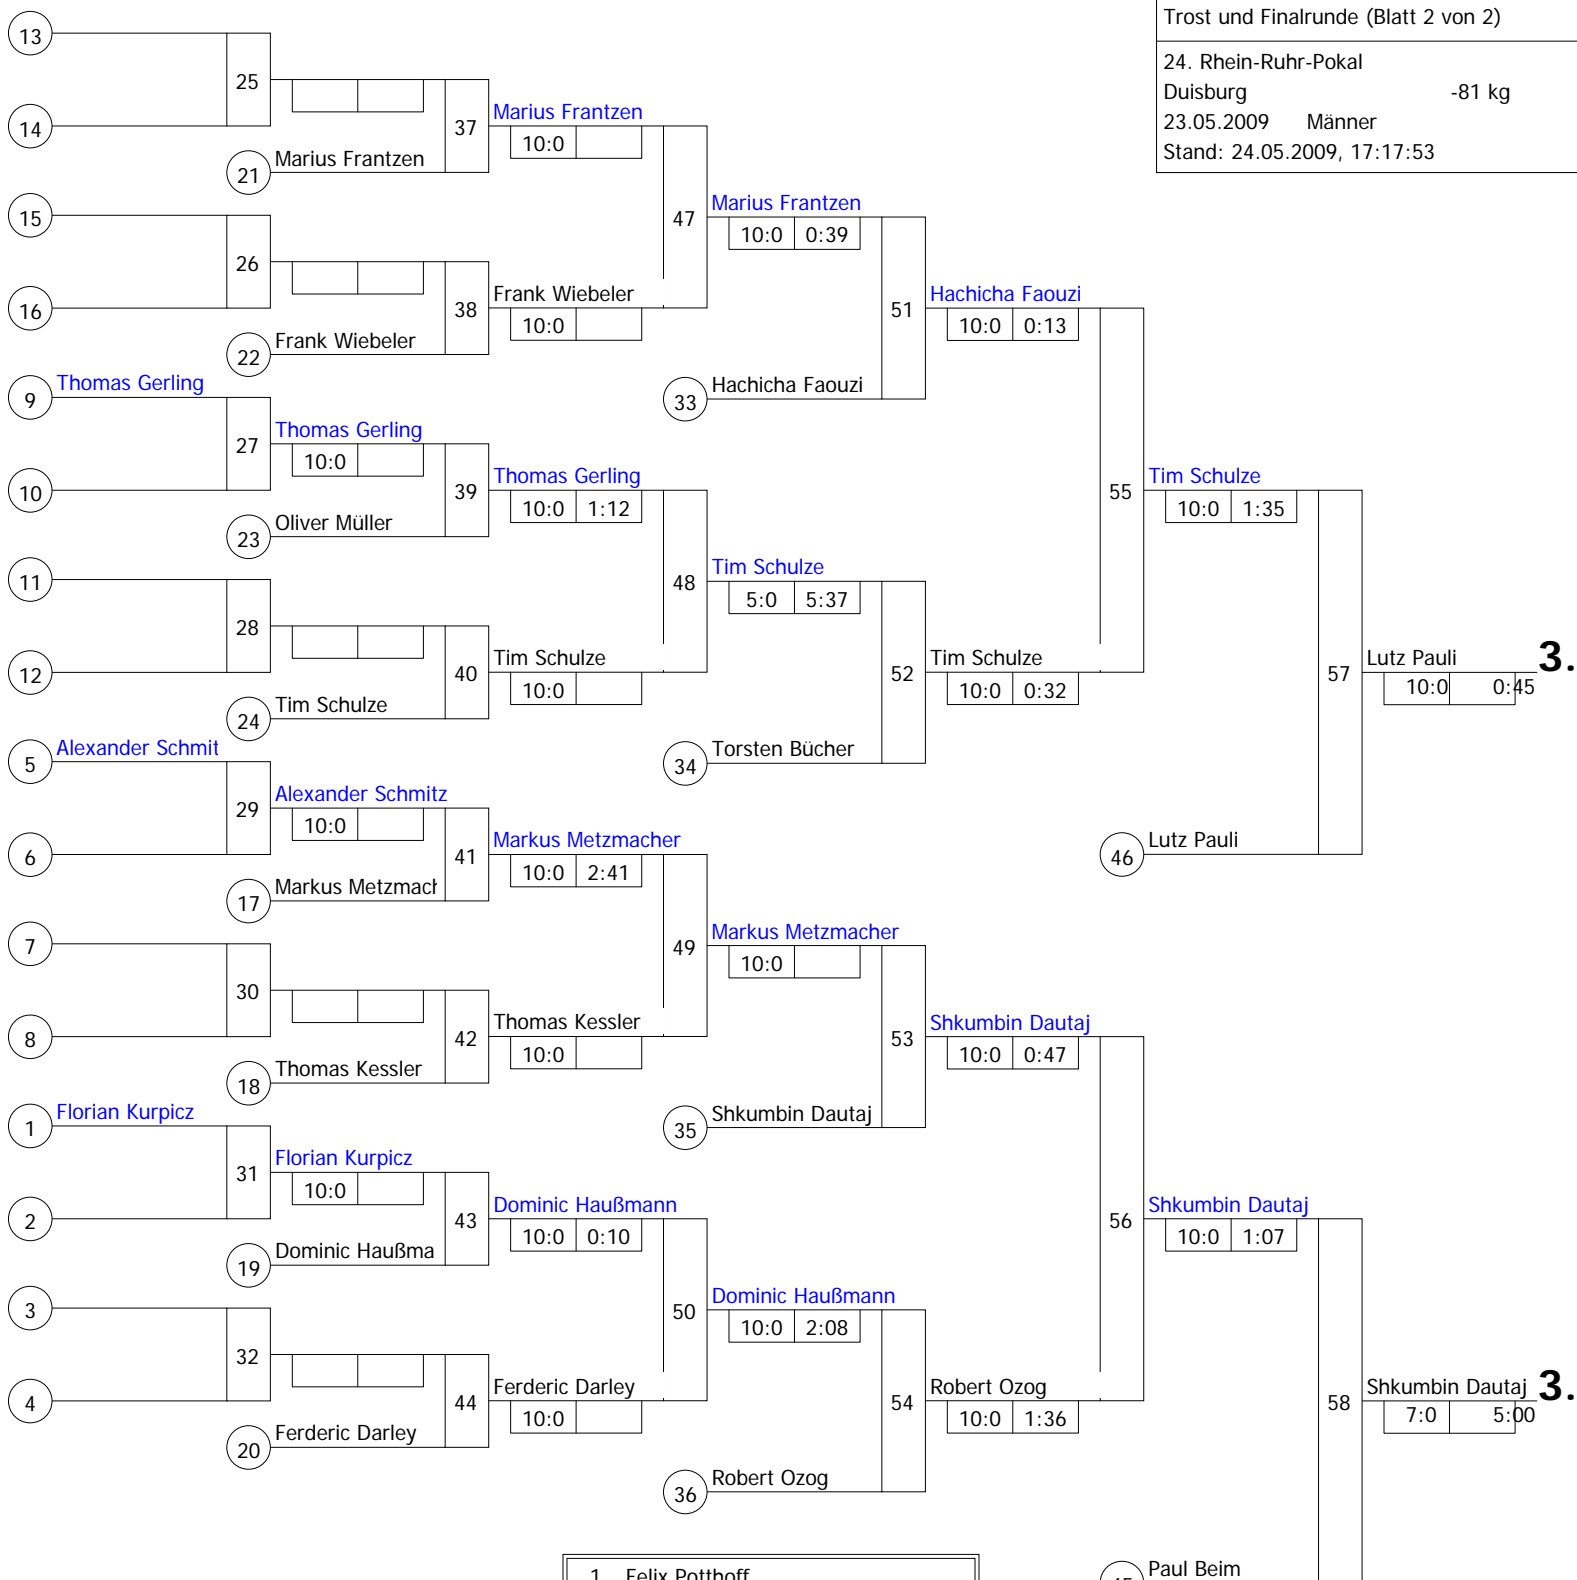 Trost und Finalrunde (Blatt 2 von 2)
24. Rhein-Ruhr-Pokal
Duisburg -81 kg
23.05.2009 Männer
Stand: 24.05.2009, 17:17:53
13
25
14
37
Marius Frantzen
10:0
21 Marius Frantzen
15
47
Marius Frantzen
10:0 0:39
26
16
38
Frank Wiebeler
10:0
22 Frank Wiebeler
51
Hachicha Faouzi
10:0 0:13
33 Hachicha Faouzi
9 Thomas Gerling
27
Thomas Gerling
10:0
10
39
Thomas Gerling
10:0 1:12
23 Oliver Müller
55
Tim Schulze
10:0 1:35
11
48
Tim Schulze
5:0 5:37
28
12
40
Tim Schulze
10:0
24 Tim Schulze
52
Tim Schulze
10:0 0:32
57
Lutz Pauli 3.
10:0 0:45
34 Torsten Bücher
5 Alexander Schmit
29
Alexander Schmitz
10:0
6
41
Markus Metzmacher
10:0 2:41
46 Lutz Pauli
17 Markus Metzmach
7
49
Markus Metzmacher
10:0
30
8
42
Thomas Kessler
10:0
18 Thomas Kessler
53
Shkumbin Dautaj
10:0 0:47
35 Shkumbin Dautaj
1 Florian Kurpicz
31
Florian Kurpicz
10:0
2
43
Dominic Haußmann
10:0 0:10
19 Dominic Haußma
56
Shkumbin Dautaj
10:0 1:07
3
50
Dominic Haußmann
10:0 2:08
32
4
44
Ferderic Darley
10:0
20 Ferderic Darley
54
Robert Ozog
10:0 1:36
58
Shkumbin Dautaj 3.
7:0 5:00
36 Robert Ozog
1. Felix Potthoff
Paul Beim